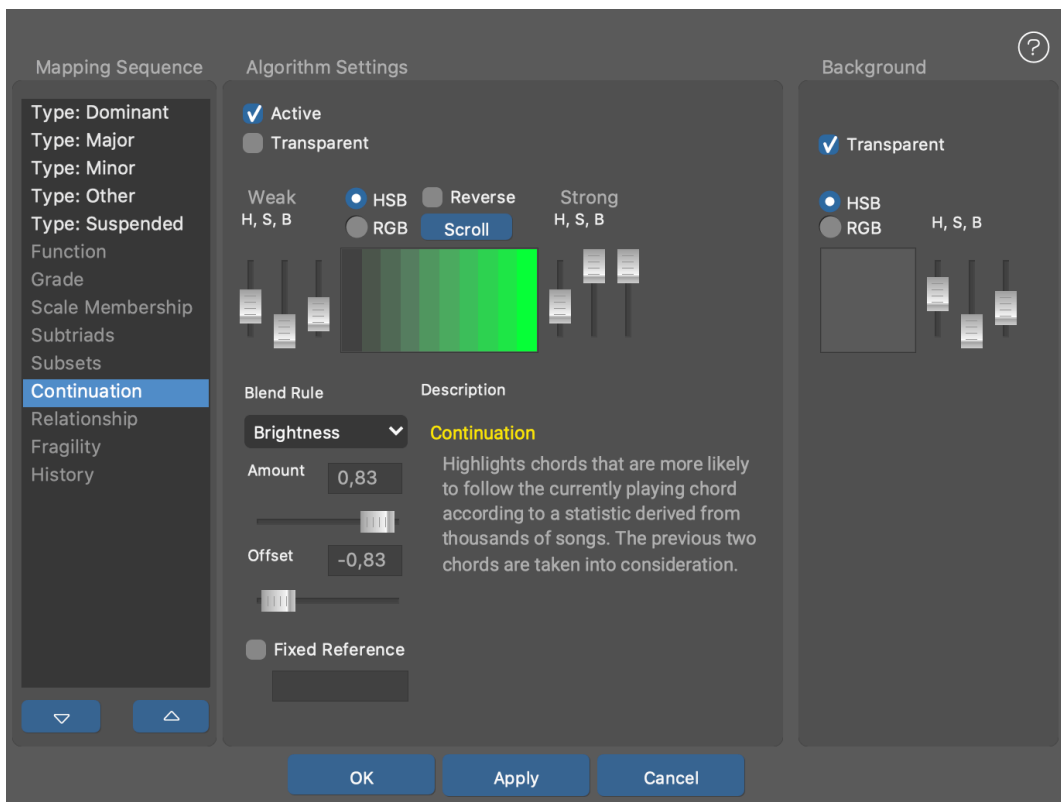 ?
Mapping Sequence
Type: Dominant
Type: Major
Type: Minor
Type: Other
Type: Suspended
Function
Grade
Scale Membership
Subtriads
Subsets
Continuation
Relationship
Fragility
History
Algorithm Settings
Active
Transparent
Weak
H, S, B
HSB
RGB
Reverse
Scroll
Strong
H, S, B
Blend Rule
Brightness
Amount
0,83
Offset
-0,83
Fixed Reference
Description
Continuation
Highlights chords that are more likely
to follow the currently playing chord
according to a statistic derived from
thousands of songs. The previous two
chords are taken into consideration.
Background
Transparent
HSB
RGB
H, S, B
OK
Apply
Cancel